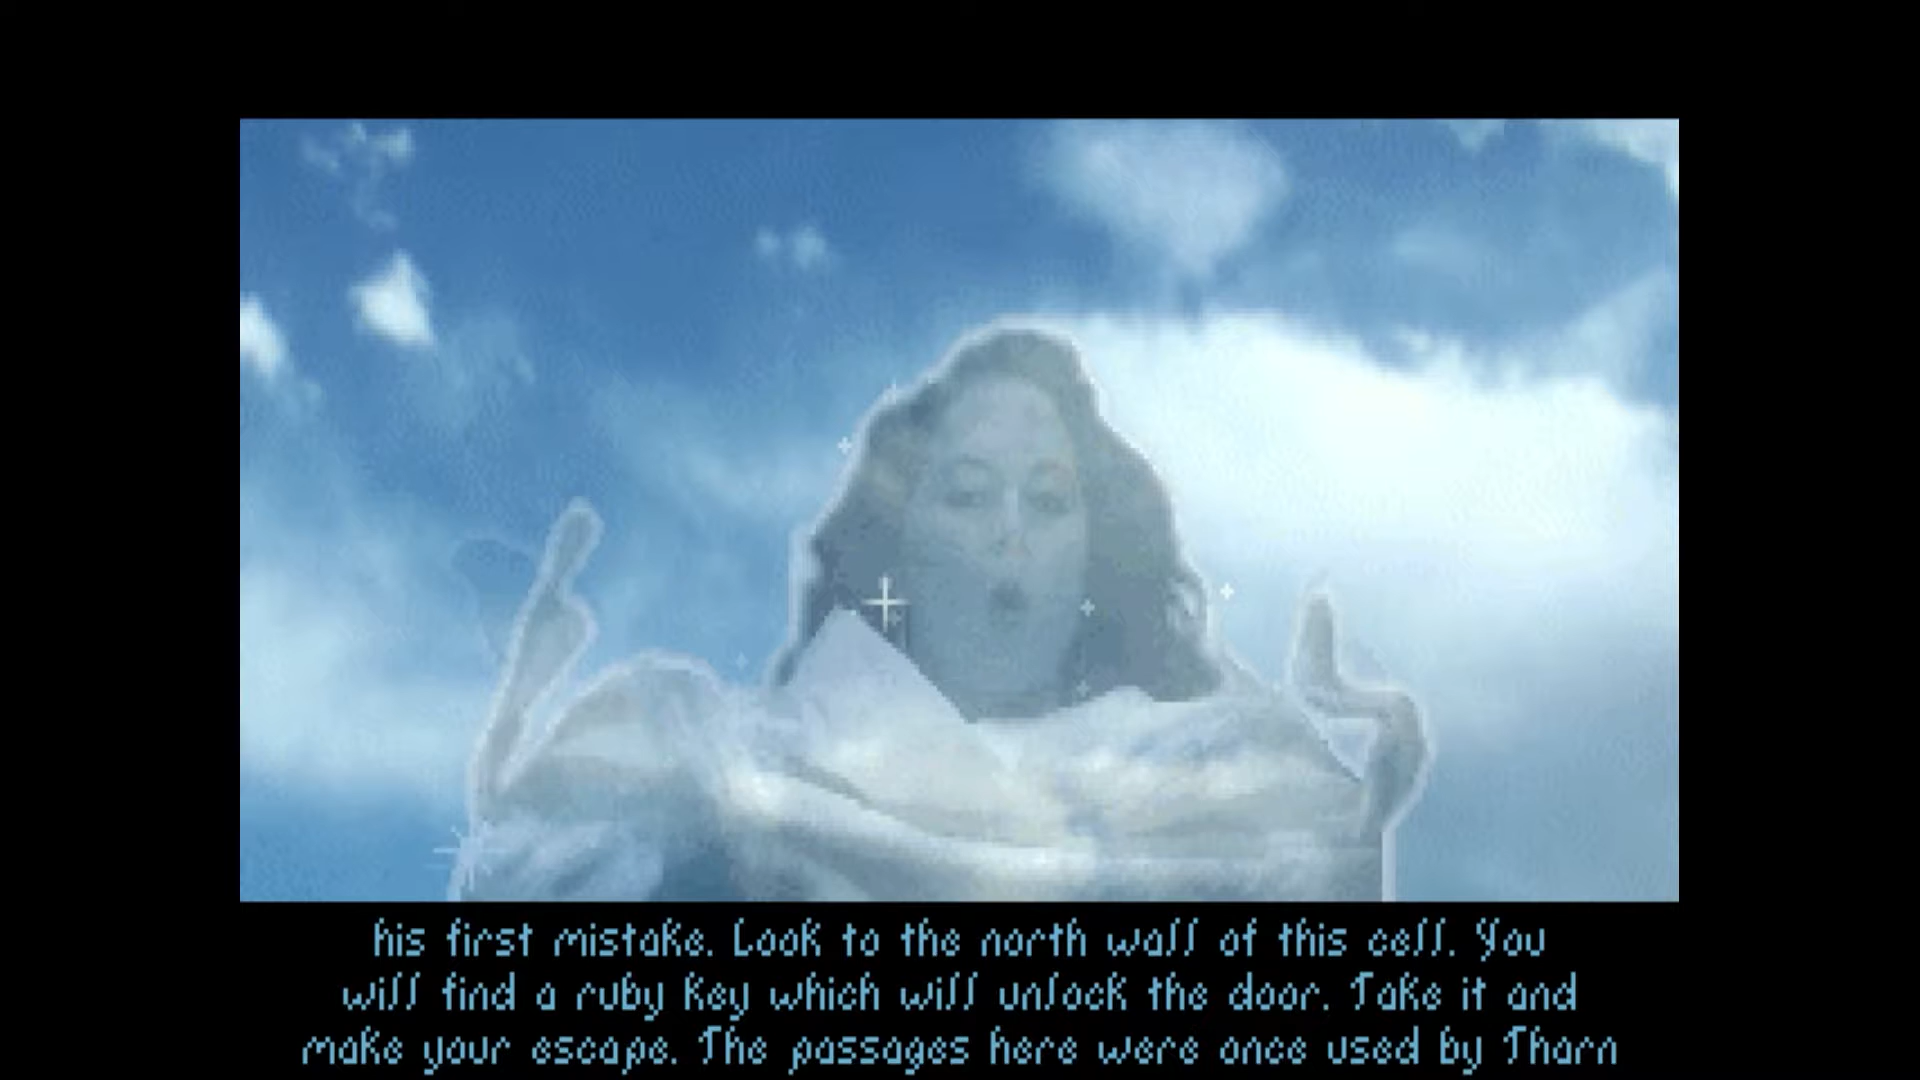 his first mistake. Look to the north wall of this cell. You
will find a ruby key which will unlock the door. Take it and
make your escape. The passages here were once used by Tharn